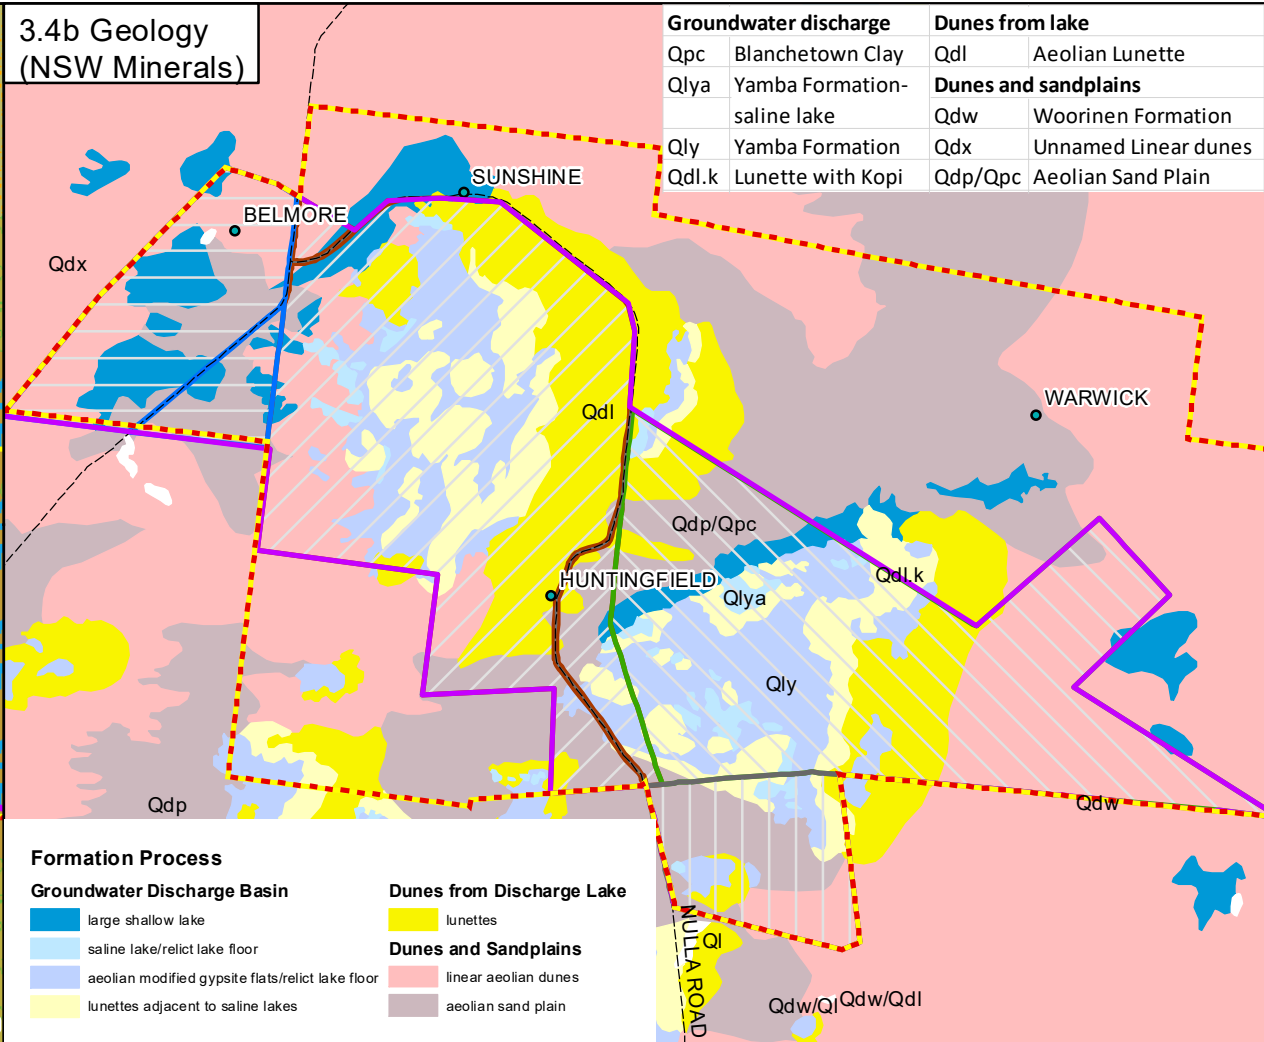 3.4b Geology
(NSW Minerals)
Groundwater discharge Dunes from lake
Qpc Blanchetown Clay Qdl Aeolian Lunette
Qlya Yamba Formation- Dunes and sandplains
saline lake Qdw Woorinen Formation
Qly Yamba Formation Qdx Unnamed Linear dunes
Qdl.k Lunette with Kopi Qdp/Qpc Aeolian Sand Plain
SUNSHINE
BELMORE
Qdx
WARWICK
Qdl
Qdp/Qpc
HUNTINGFIELD
Qdl.k
Qlya
Qly
Qdp
Qdw
Formation Process
Groundwater Discharge Basin
large shallow lake
saline lake/relict lake floor
aeolian modified gypsite flats/relict lake floor
lunettes adjacent to saline lakes
Dunes from Discharge Lake
lunettes
Dunes and Sandplains
linear aeolian dunes
aeolian sand plain
NULLA ROAD
Ql
Qdw/Ql
Qdw/Qdl